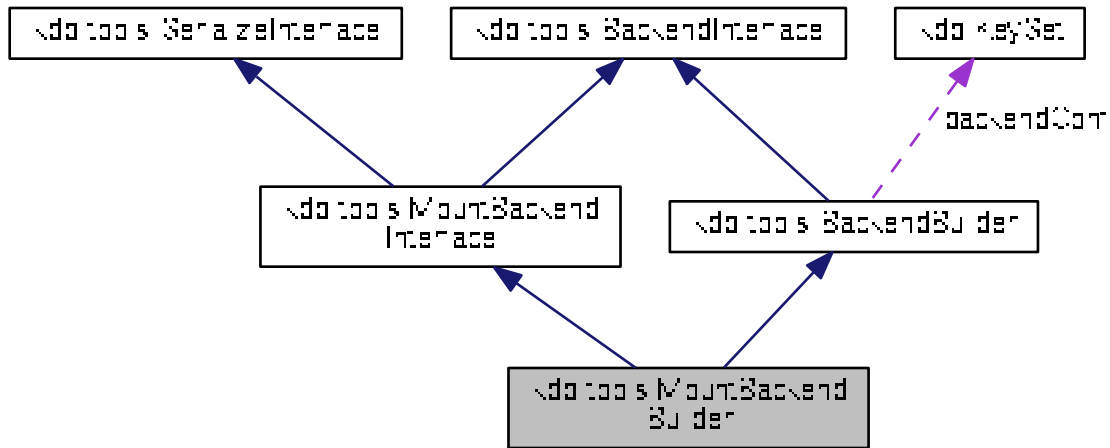 kdb::tools::SerializeInterface
kdb::tools::BackendInterface
kdb::KeySet
backendConf
kdb::tools::MountBackend
Interface
kdb::tools::BackendBuilder
kdb::tools::MountBackend
Builder